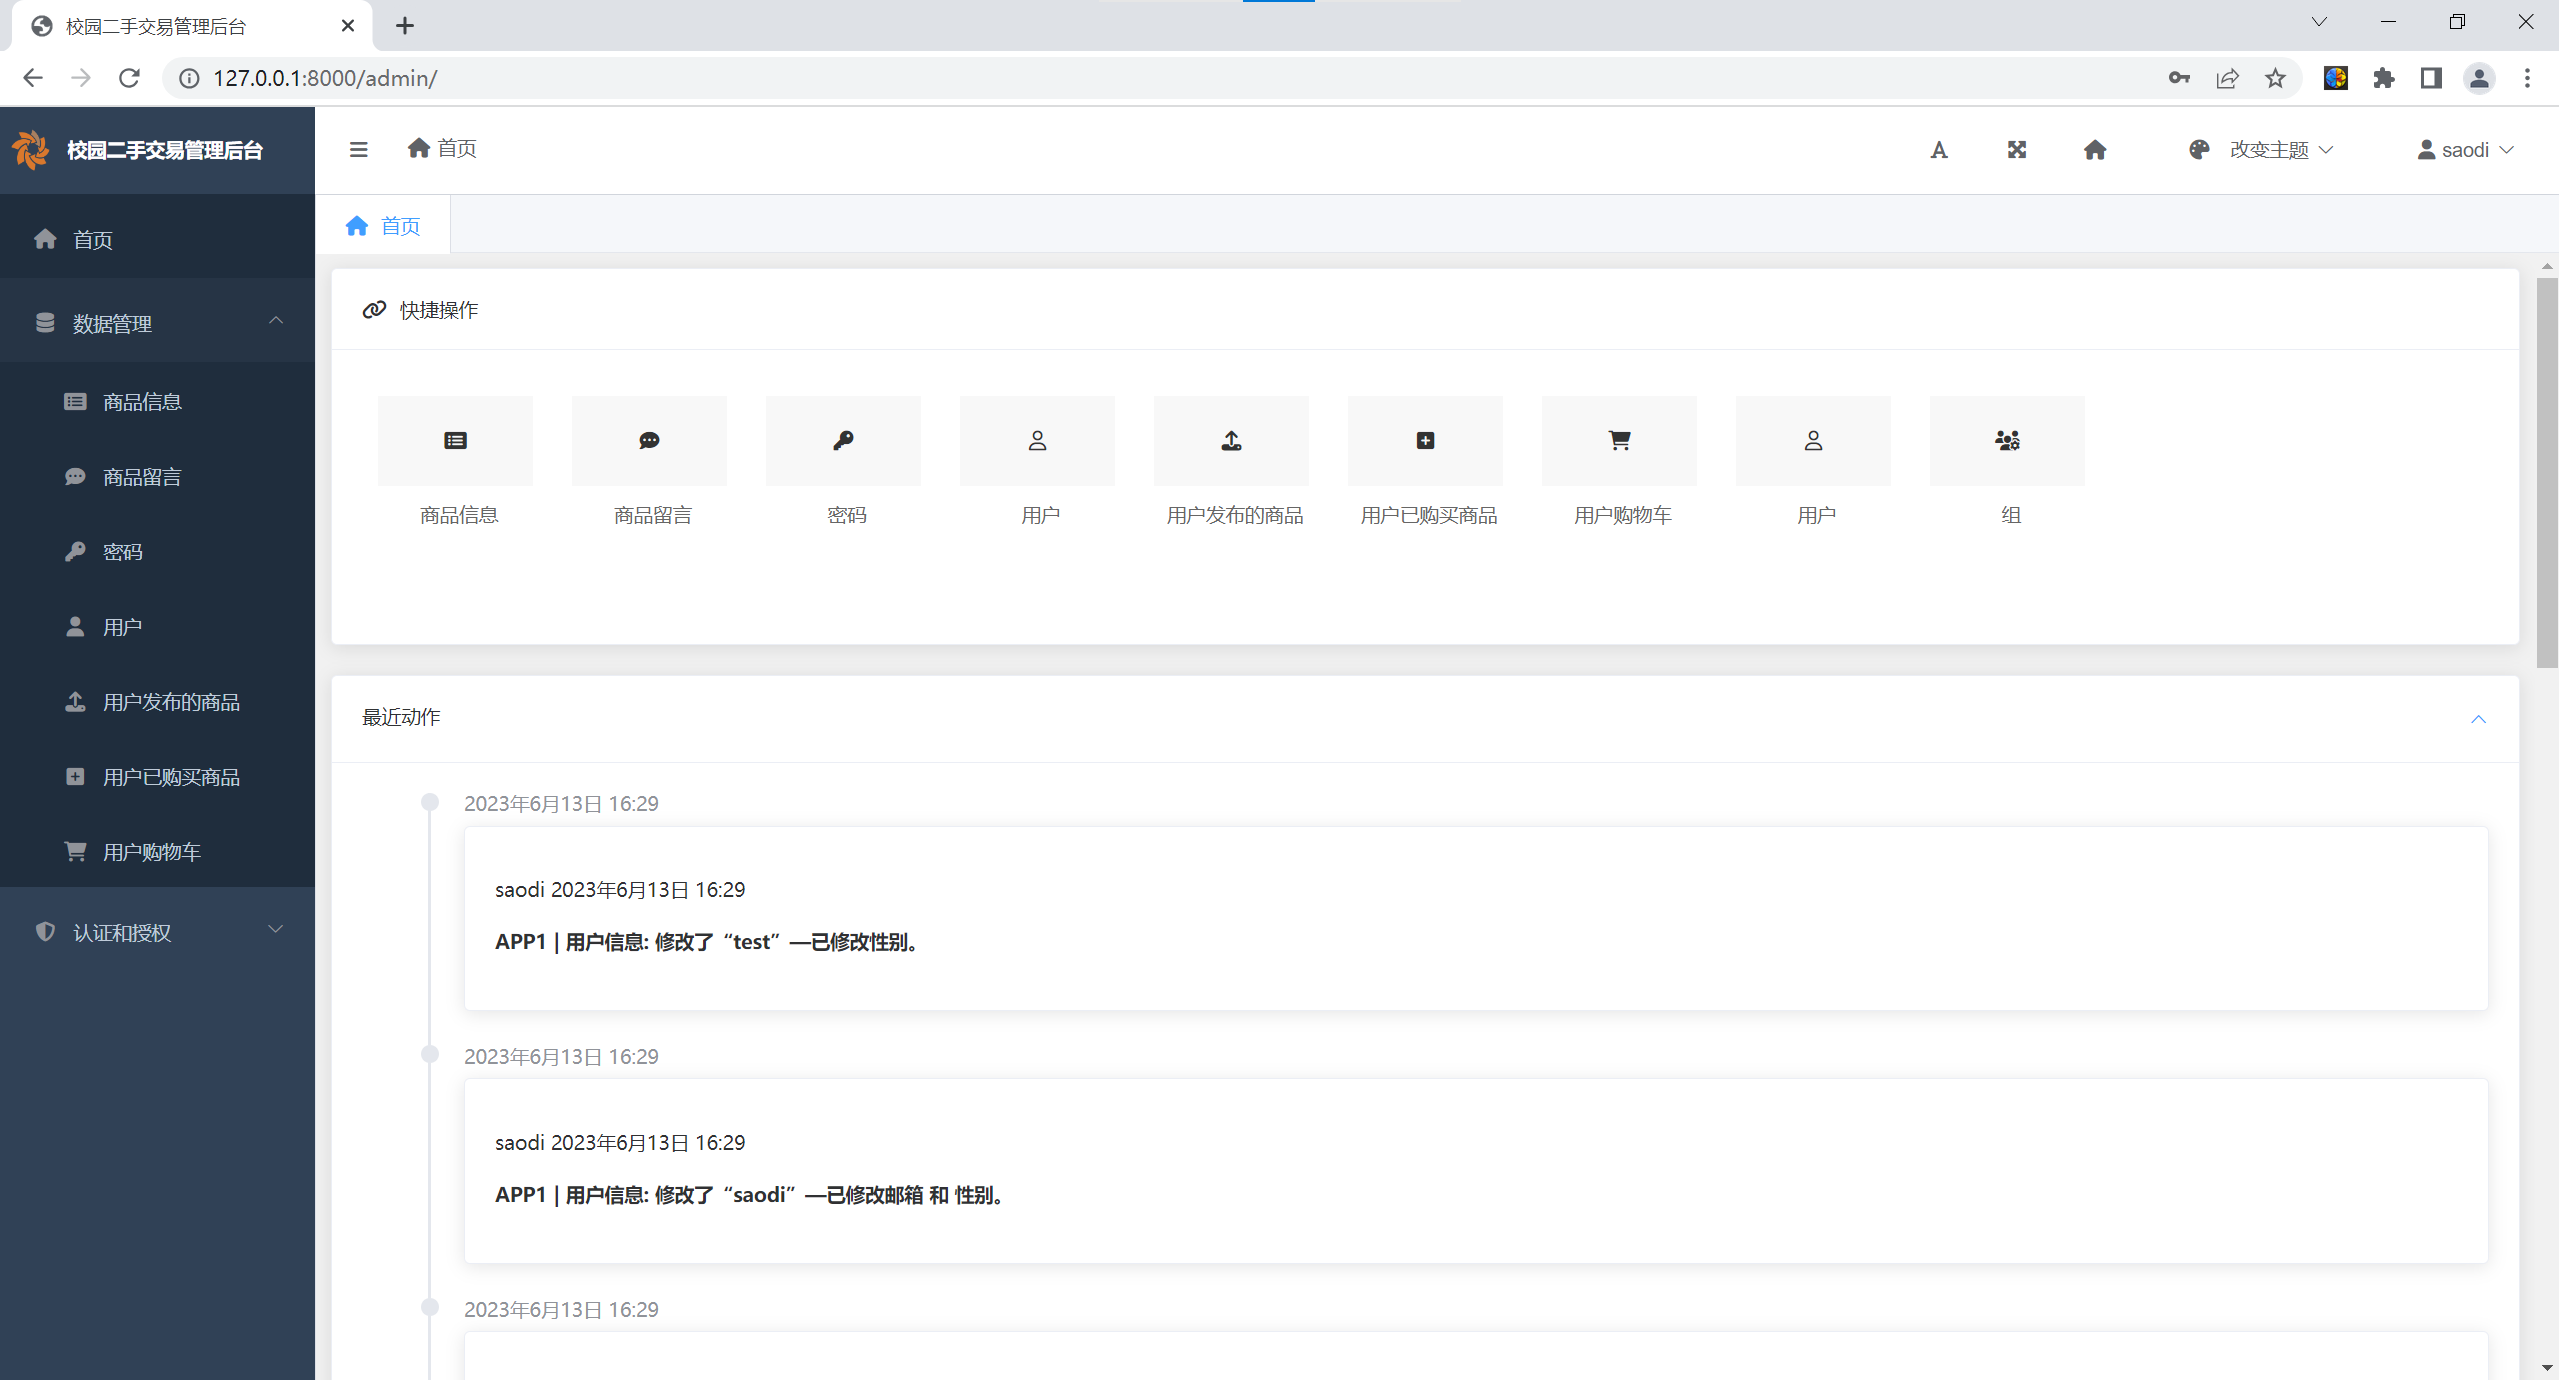 校园二手交易管理后台
127.0.0.1:8000/admin/
校园二手交易管理后台
首页
改变主题
saodi
首页
数据管理
商品信息
商品留言
密码
用户
用户发布的商品
用户已购买商品
用户购物车
认证和授权
首页
快捷操作
商品信息
商品留言
密码
用户
用户发布的商品
用户已购买商品
用户购物车
用户
组
最近动作
2023年6月13日 16:29
saodi 2023年6月13日 16:29
APP1 | 用户信息: 修改了“test”—已修改性别。
2023年6月13日 16:29
saodi 2023年6月13日 16:29
APP1 | 用户信息: 修改了“saodi”—已修改邮箱 和 性别。
2023年6月13日 16:29